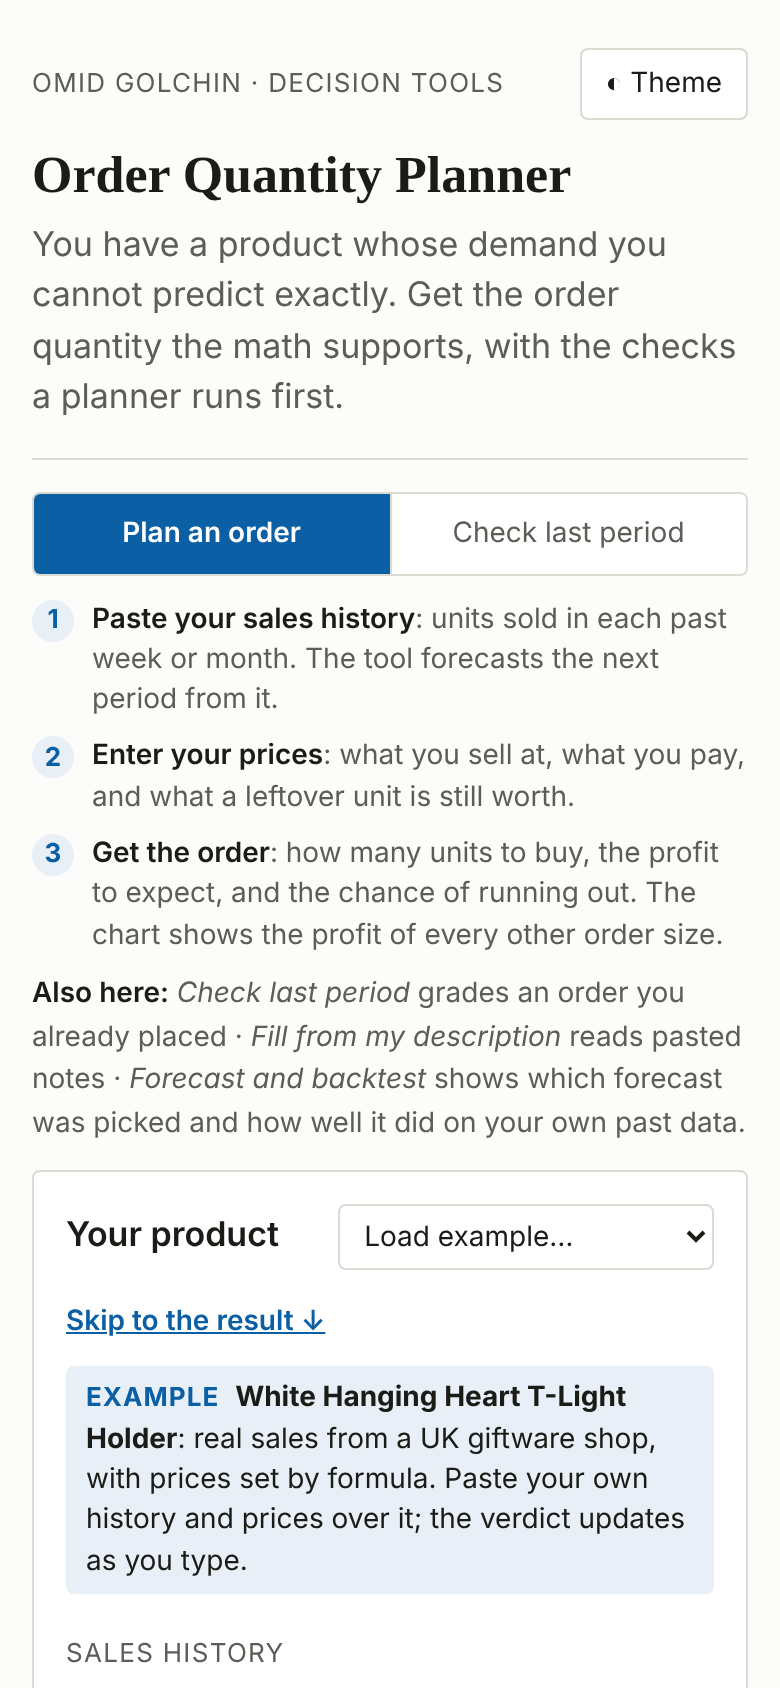 OMID GOLCHIN · DECISION TOOLS
Theme
Order Quantity Planner
You have a product whose demand you
cannot predict exactly. Get the order
quantity the math supports, with the checks
a planner runs first.
Plan an order
Check last period
1 Paste your sales history: units sold in each past
week or month. The tool forecasts the next
period from it.
2 Enter your prices: what you sell at, what you pay,
and what a leftover unit is still worth.
3 Get the order: how many units to buy, the profit
to expect, and the chance of running out. The
chart shows the profit of every other order size.
Also here: Check last period grades an order you
already placed · Fill from my description reads pasted
notes · Forecast and backtest shows which forecast
was picked and how well it did on your own past data.
Your product
Load example...
Skip to the result ↓
EXAMPLE White Hanging Heart T-Light
Holder: real sales from a UK giftware shop,
with prices set by formula. Paste your own
history and prices over it; the verdict updates
as you type.
SALES HISTORY